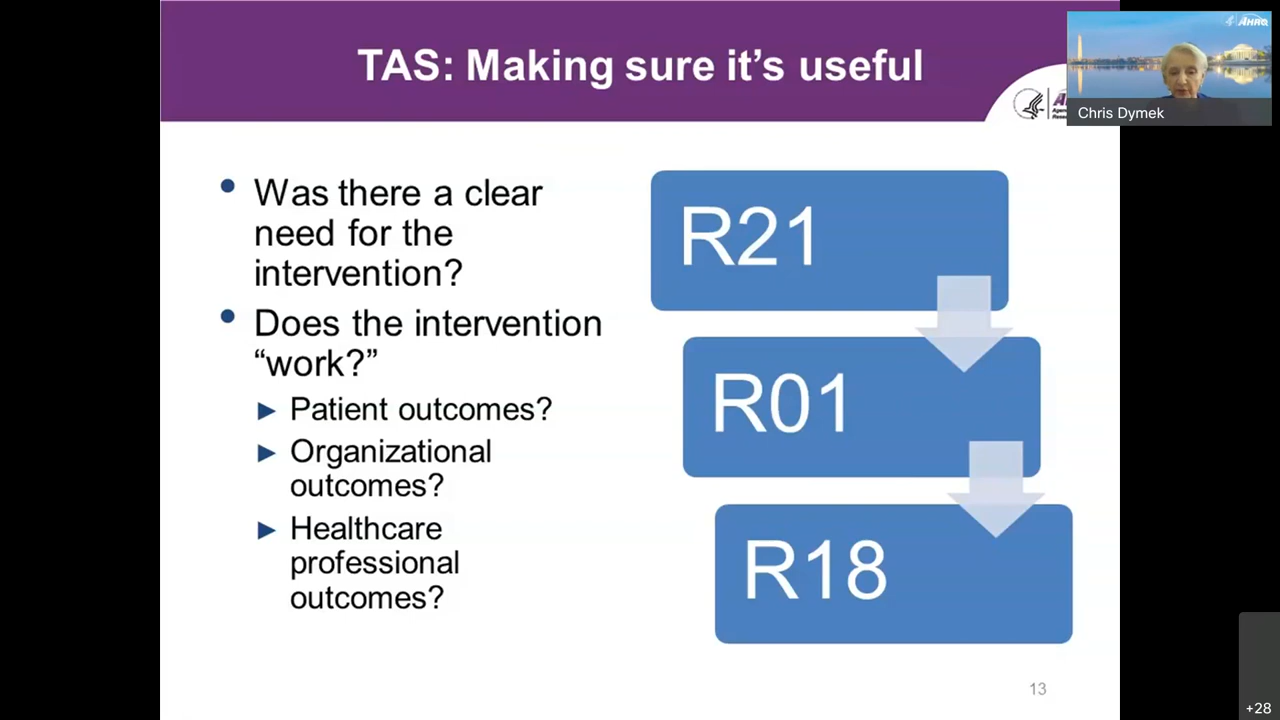 TAS: Making sure it's useful
AHRQ
Chris Dymek
• Was there a clear
need for the
intervention?
• Does the intervention
“work?”
► Patient outcomes?
► Organizational
outcomes?
► Healthcare
professional
outcomes?
R21
R01
R18
13
+28